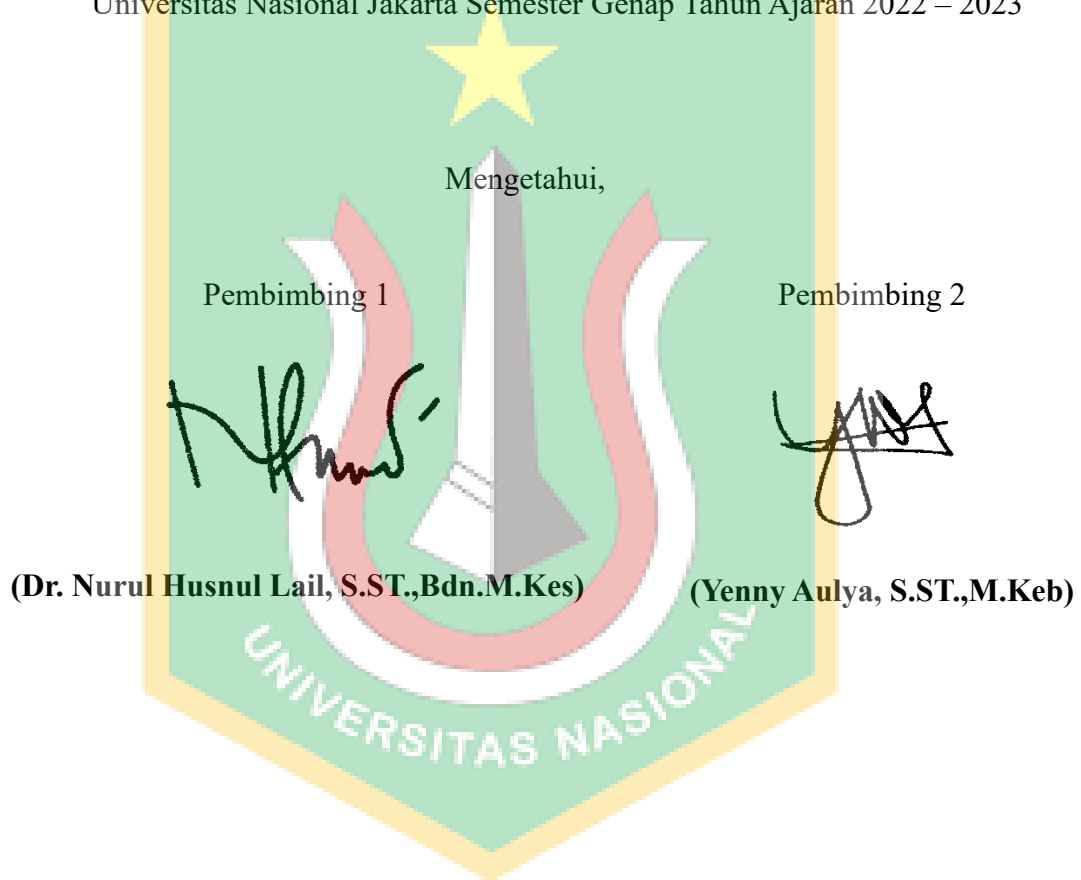 Universitas Nasional Jakarta Semester Genap Tahun Ajaran 2022 – 2023
Mengetahui,
Pembimbing 1
Pembimbing 2
(Dr. Nurul Husnul Lail, S.ST.,Bdn.M.Kes)
(Yenny Aulya, S.ST.,M.Keb)
UNIVERSITAS NASIONAL